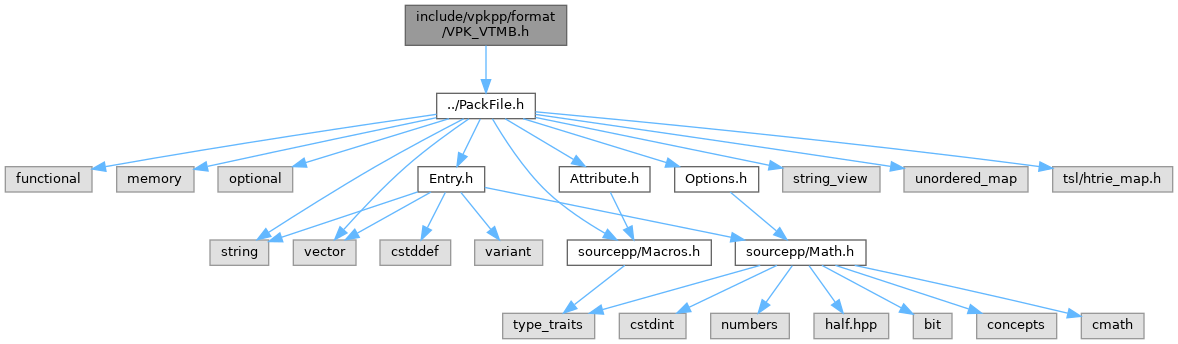 include/vpkpp/format
/VPK_VTMB.h
../PackFile.h
functional
memory
optional
Entry.h
Attribute.h
Options.h
string_view
unordered_map
tsl/htrie_map.h
string
vector
cstddef
variant
sourcepp/Macros.h
sourcepp/Math.h
type_traits
cstdint
numbers
half.hpp
bit
concepts
cmath